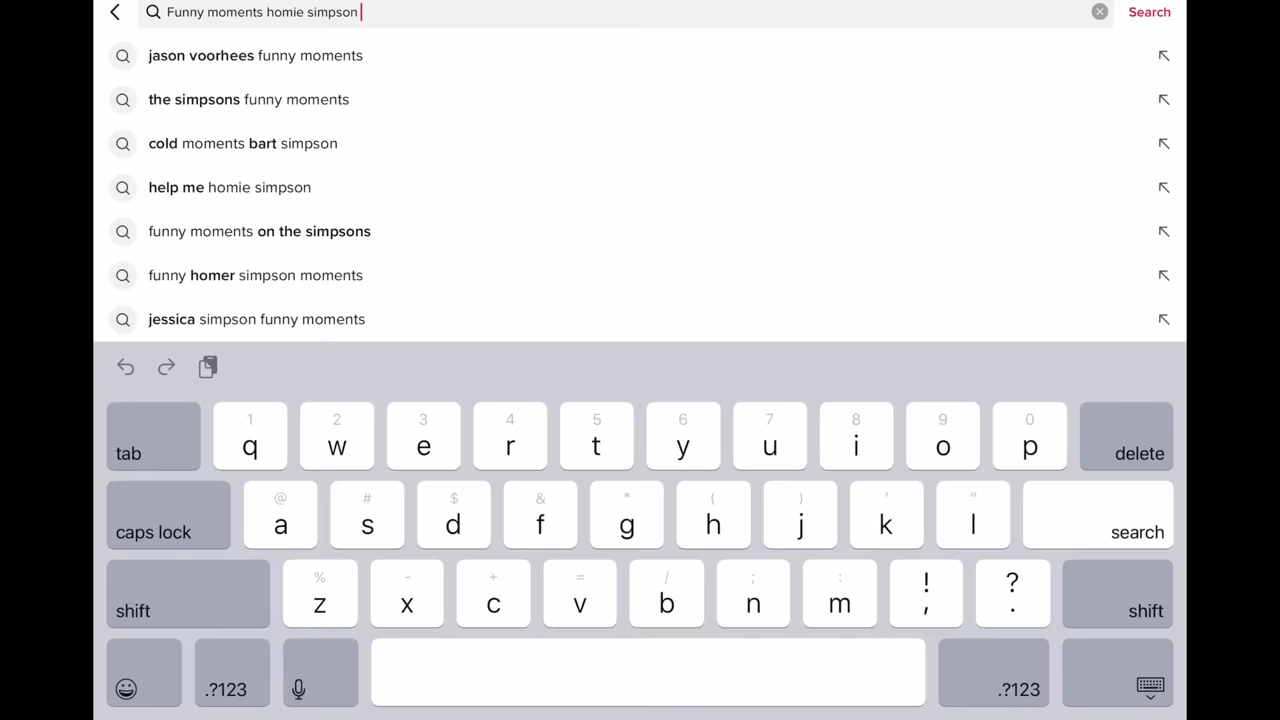 Funny moments homie simpson Search
jason voorhees funny moments
the simpsons funny moments
cold moments bart simpson
help me homie simpson
funny moments on the simpsons
funny homer simpson moments
jessica simpson funny moments
1 2 3 4 5 6 7 8 9 0
tab q w e r t y u i o p delete
@ # $ & * ( ) ' "
caps lock a s d f g h j k l search
% - + = / ; : ! ?
shift z x c v b n m , . shift
.?123 .?123